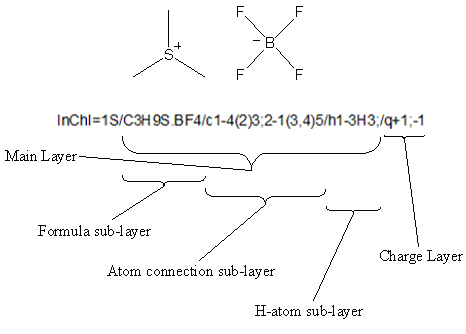 F F
S + − B
F F
InChI=1S/C3H9S.BF4/c1-4(2)3;2-1(3,4)5/h1-3H3;/q+1;-1
Main Layer
Formula sub-layer
Atom connection sub-layer
Charge Layer
H-atom sub-layer